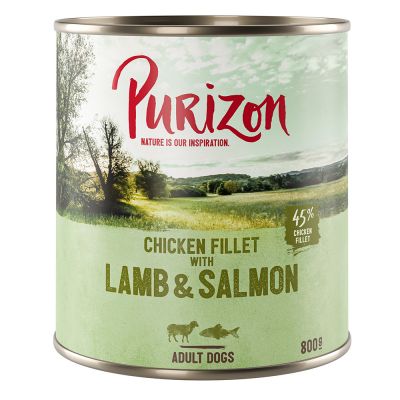 PURIZON
NATURE IS OUR INSPIRATION.
45%
CHICKEN
FILLET
CHICKEN FILLET
WITH
LAMB & SALMON
ADULT DOGS
800g